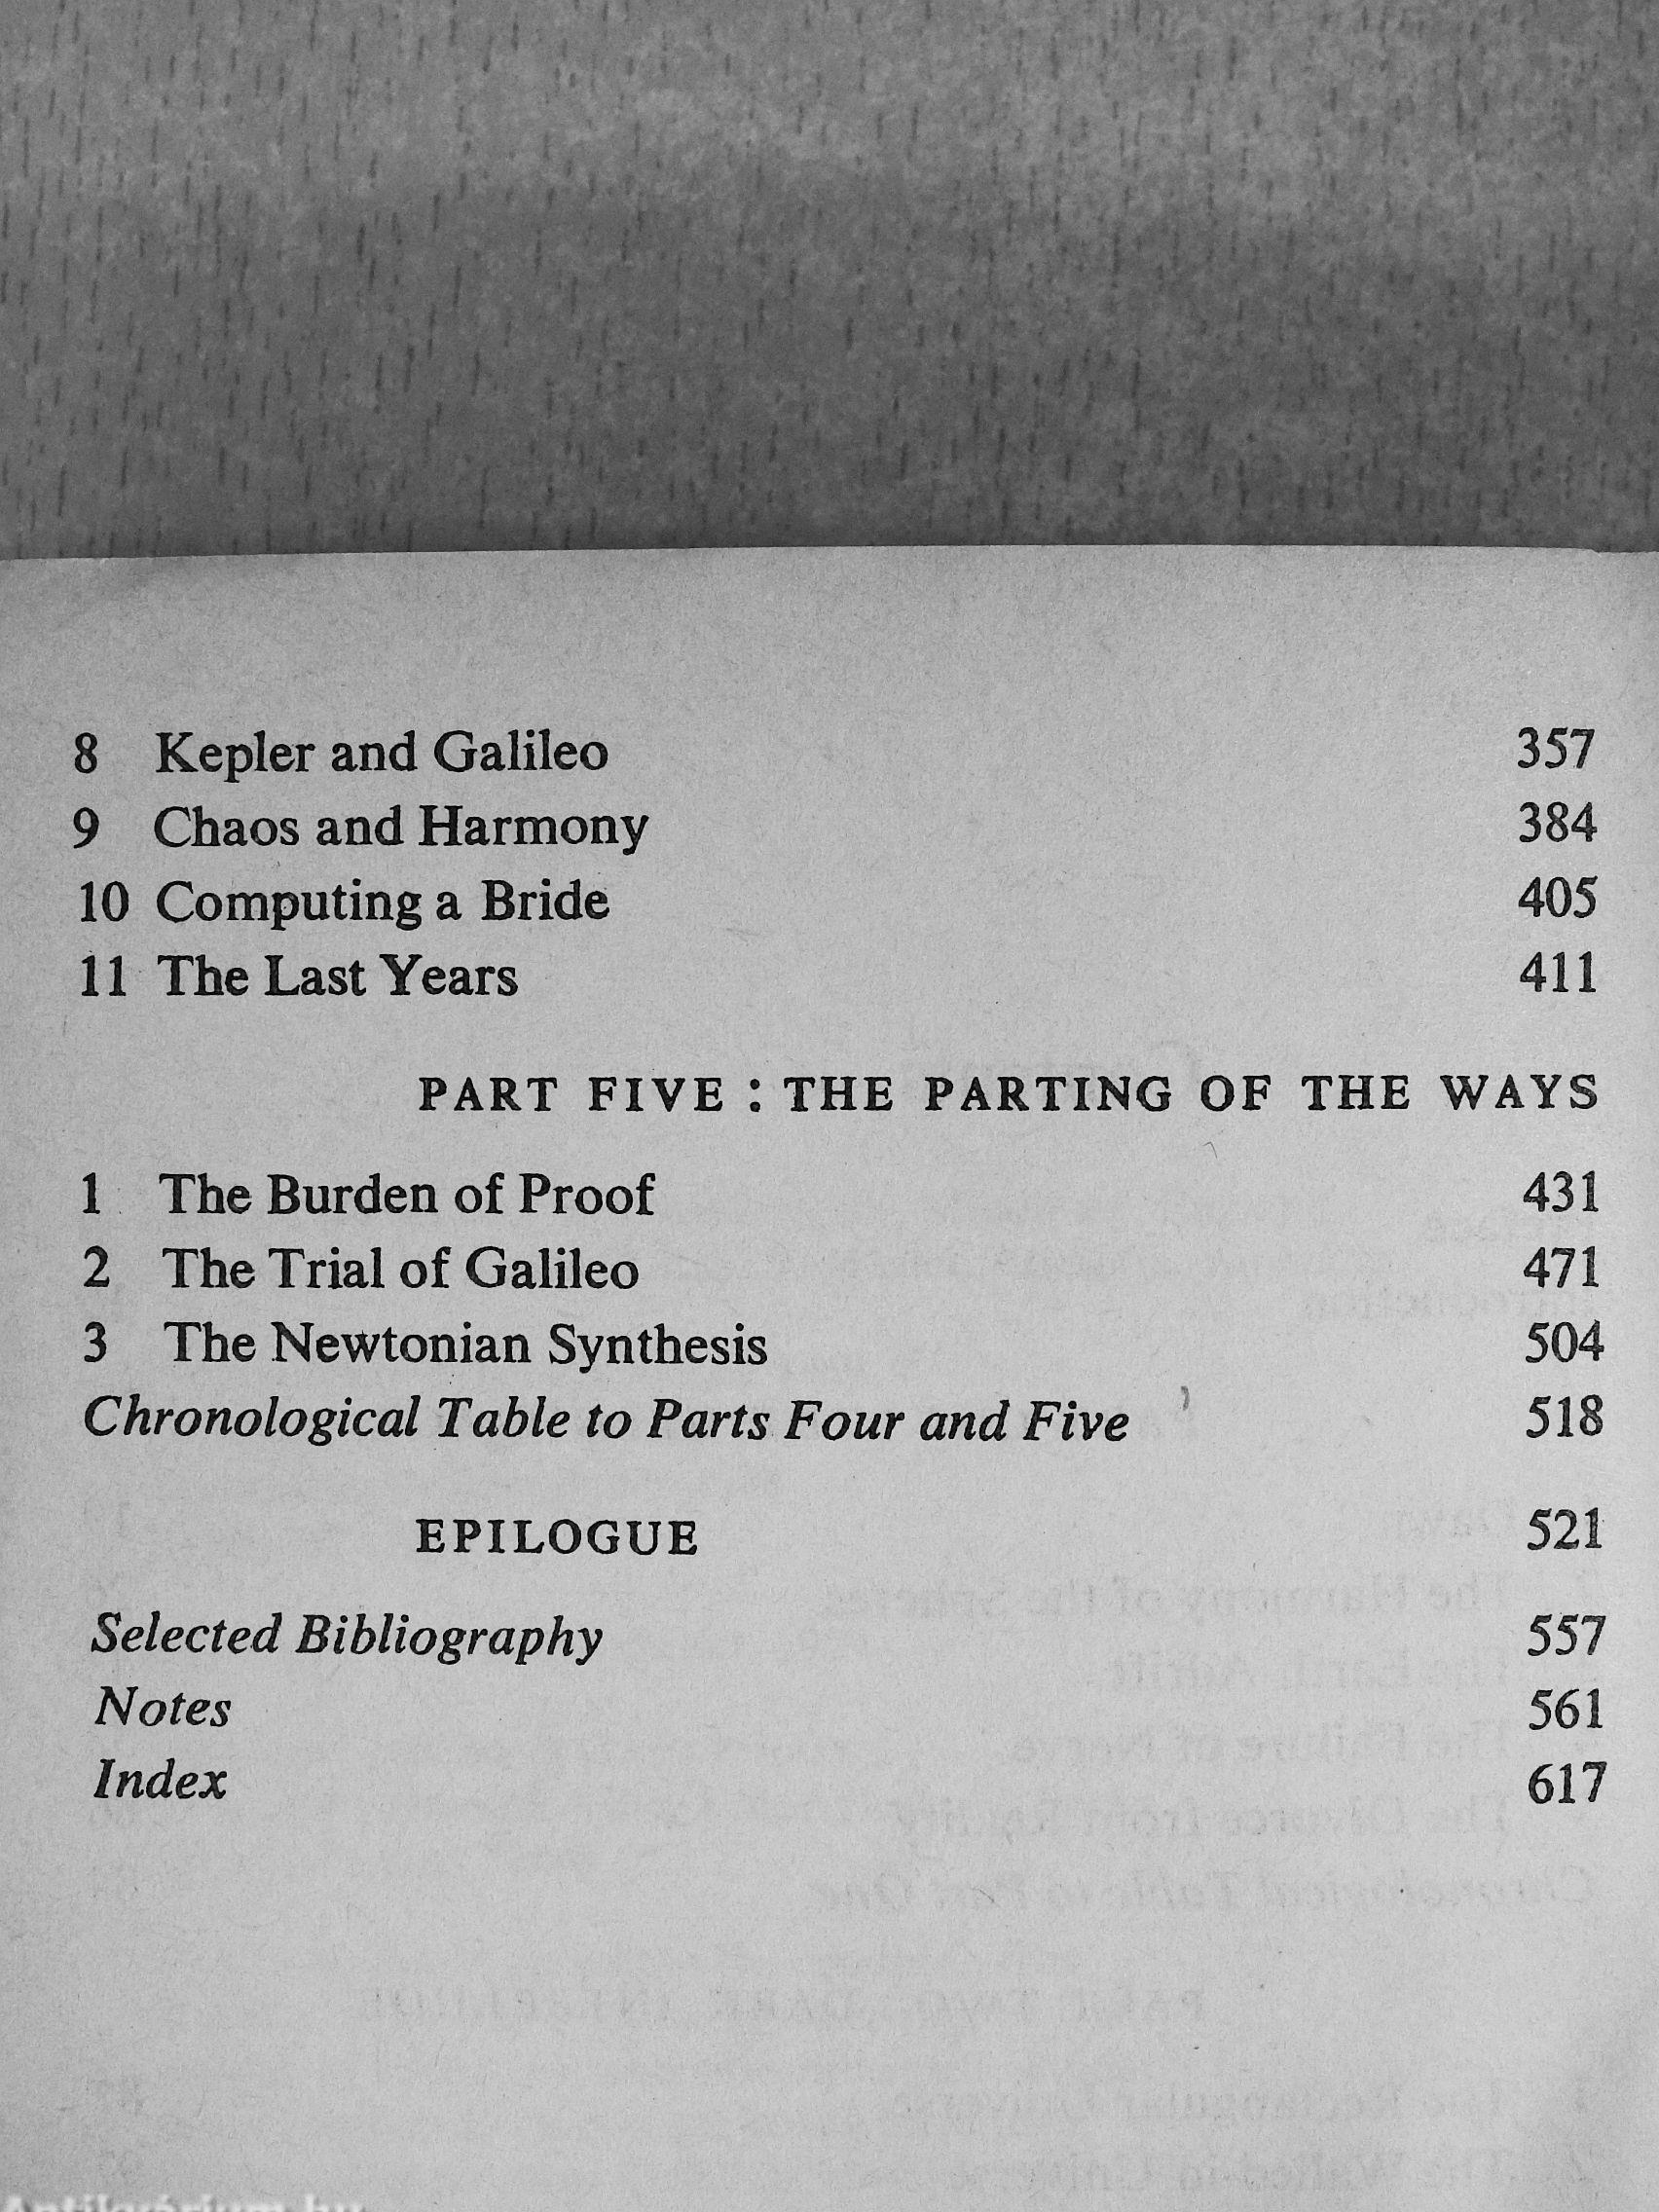 8 Kepler and Galileo 357
9 Chaos and Harmony 384
10 Computing a Bride 405
11 The Last Years 411
PART FIVE : THE PARTING OF THE WAYS
1 The Burden of Proof 431
2 The Trial of Galileo 471
3 The Newtonian Synthesis 504
Chronological Table to Parts Four and Five 518
EPILOGUE 521
Selected Bibliography 557
Notes 561
Index 617